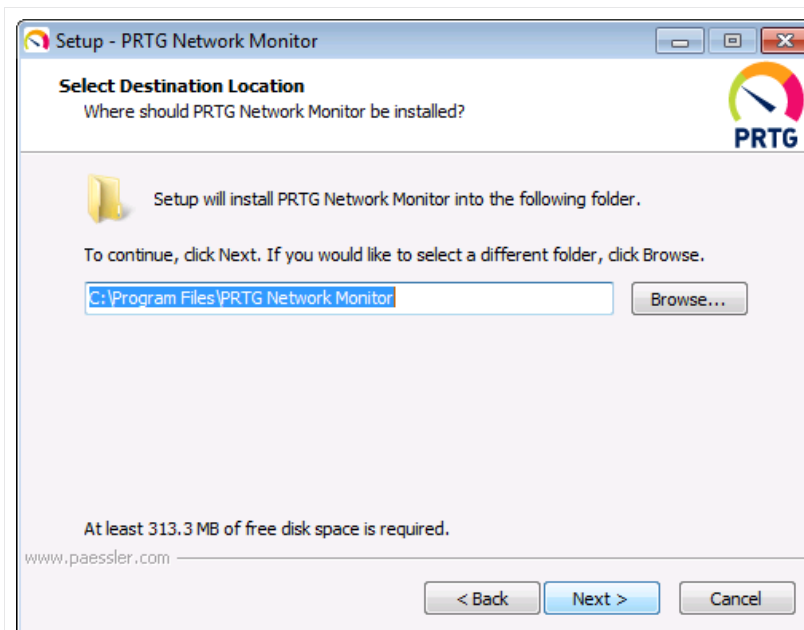 Setup - PRTG Network Monitor
Select Destination Location
Where should PRTG Network Monitor be installed?
PRTG
Setup will install PRTG Network Monitor into the following folder.
To continue, click Next. If you would like to select a different folder, click Browse.
C:\Program Files\PRTG Network Monitor
Browse...
At least 313.3 MB of free disk space is required.
www.paessler.com
< Back
Next >
Cancel